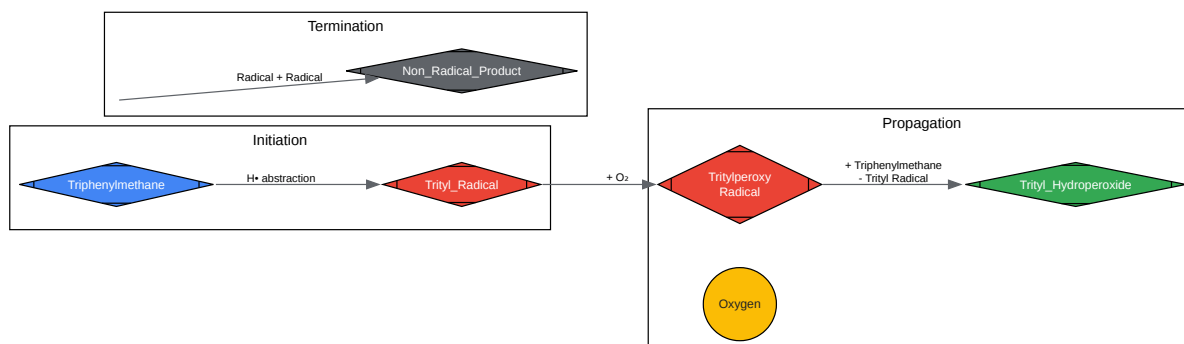 Termination
Radical + Radical
Non_Radical_Product
Initiation
Triphenylmethane
H• abstraction
Trityl_Radical
+ O₂
Propagation
Tritylperoxy
Radical
+ Triphenylmethane
- Trityl Radical
Trityl_Hydroperoxide
Oxygen